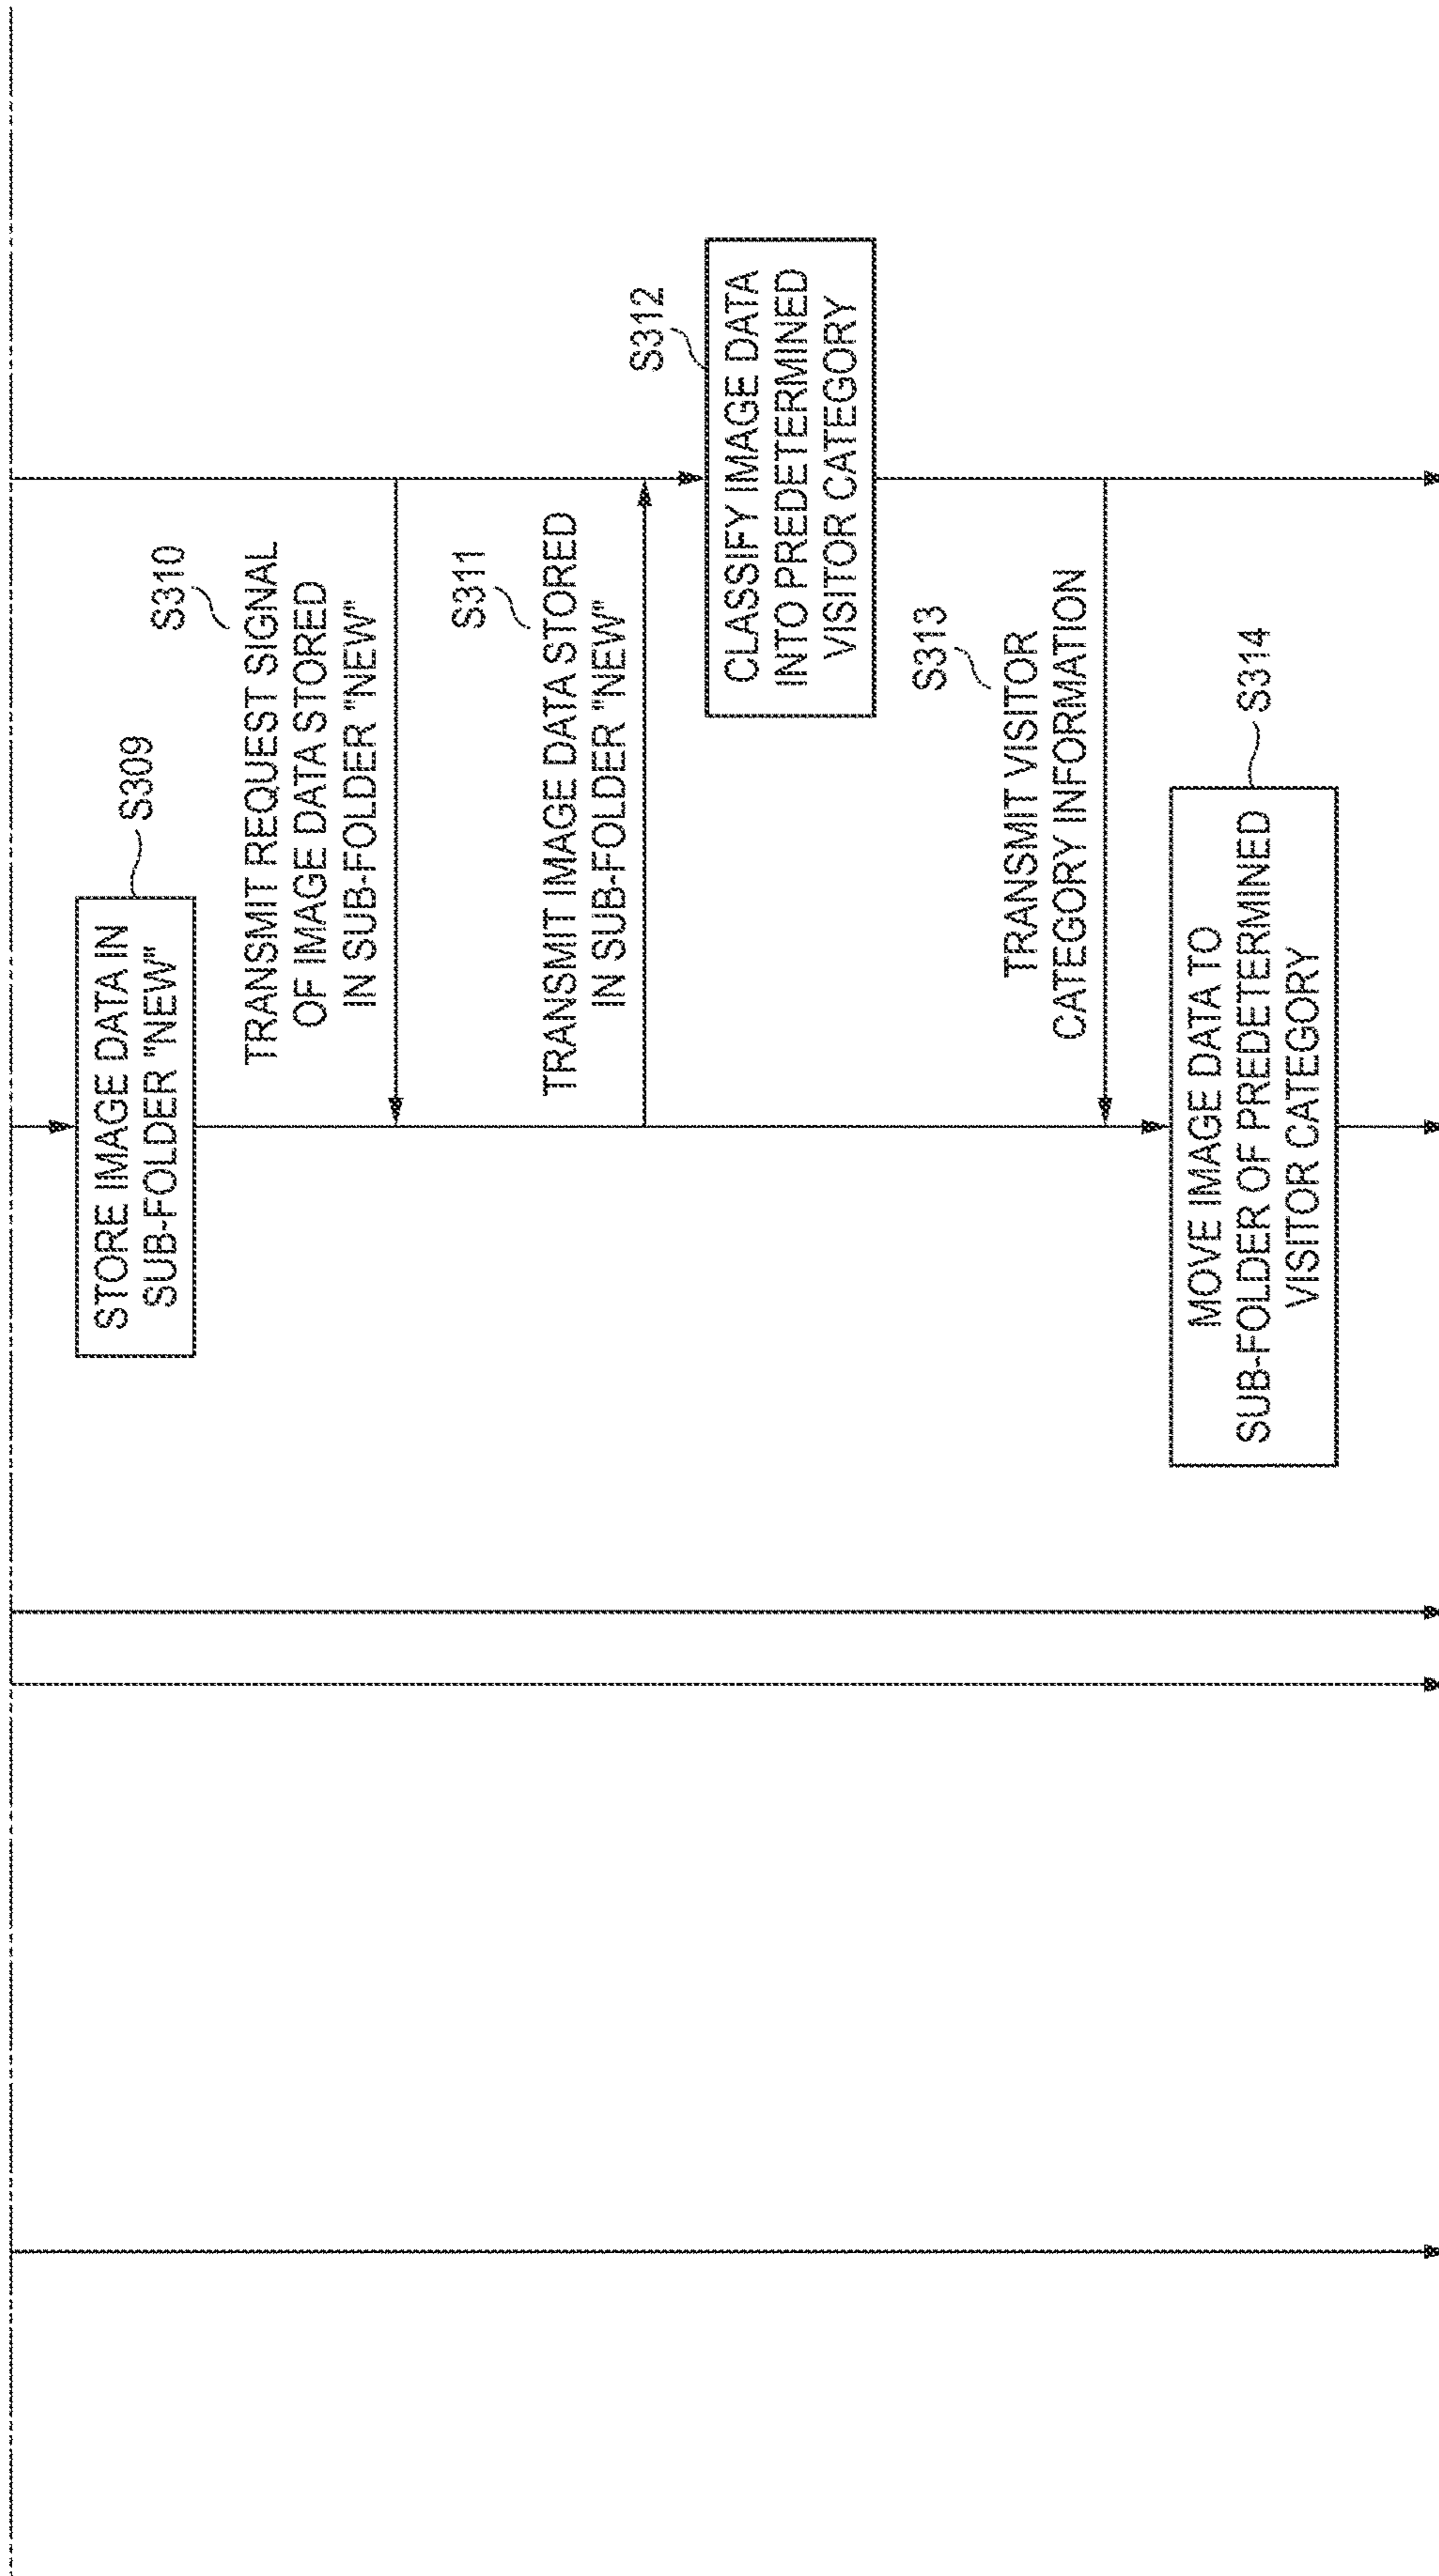 S309
STORE IMAGE DATA IN
SUB-FOLDER "NEW"
S310
TRANSMIT REQUEST SIGNAL
OF IMAGE DATA STORED
IN SUB-FOLDER "NEW"
S311
TRANSMIT IMAGE DATA STORED
IN SUB-FOLDER "NEW"
S312
CLASSIFY IMAGE DATA
INTO PREDETERMINED
VISITOR CATEGORY
S313
TRANSMIT VISITOR
CATEGORY INFORMATION
S314
MOVE IMAGE DATA TO
SUB-FOLDER OF PREDETERMINED
VISITOR CATEGORY